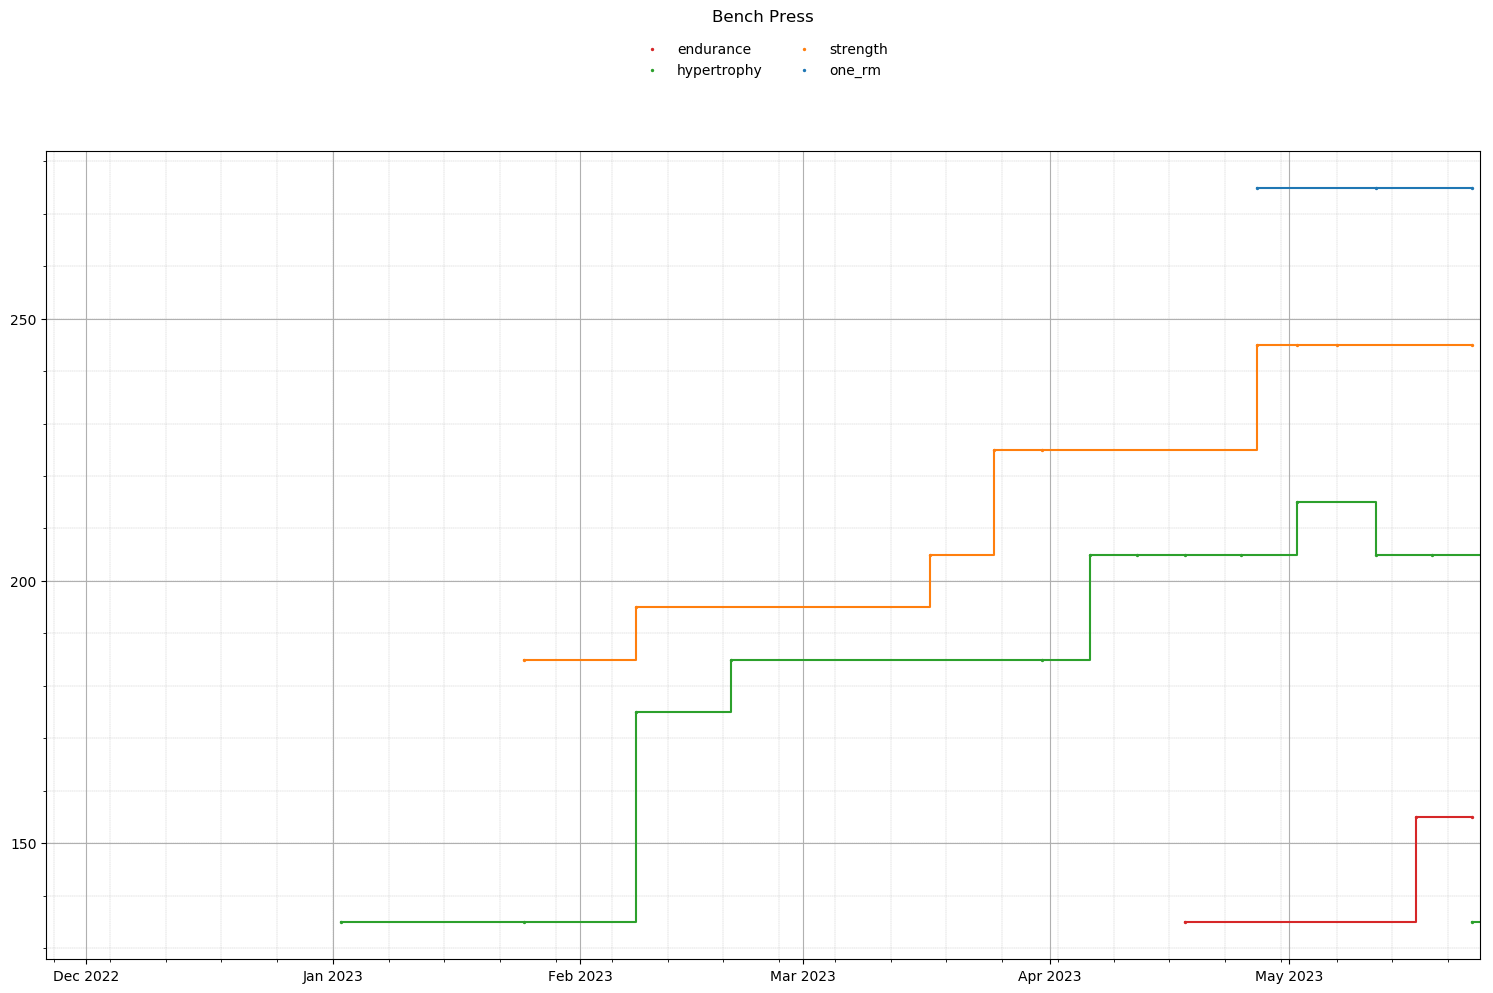 Bench Press
endurance strength
hypertrophy one_rm
250
200
150
Dec 2022 Jan 2023 Feb 2023 Mar 2023 Apr 2023 May 2023